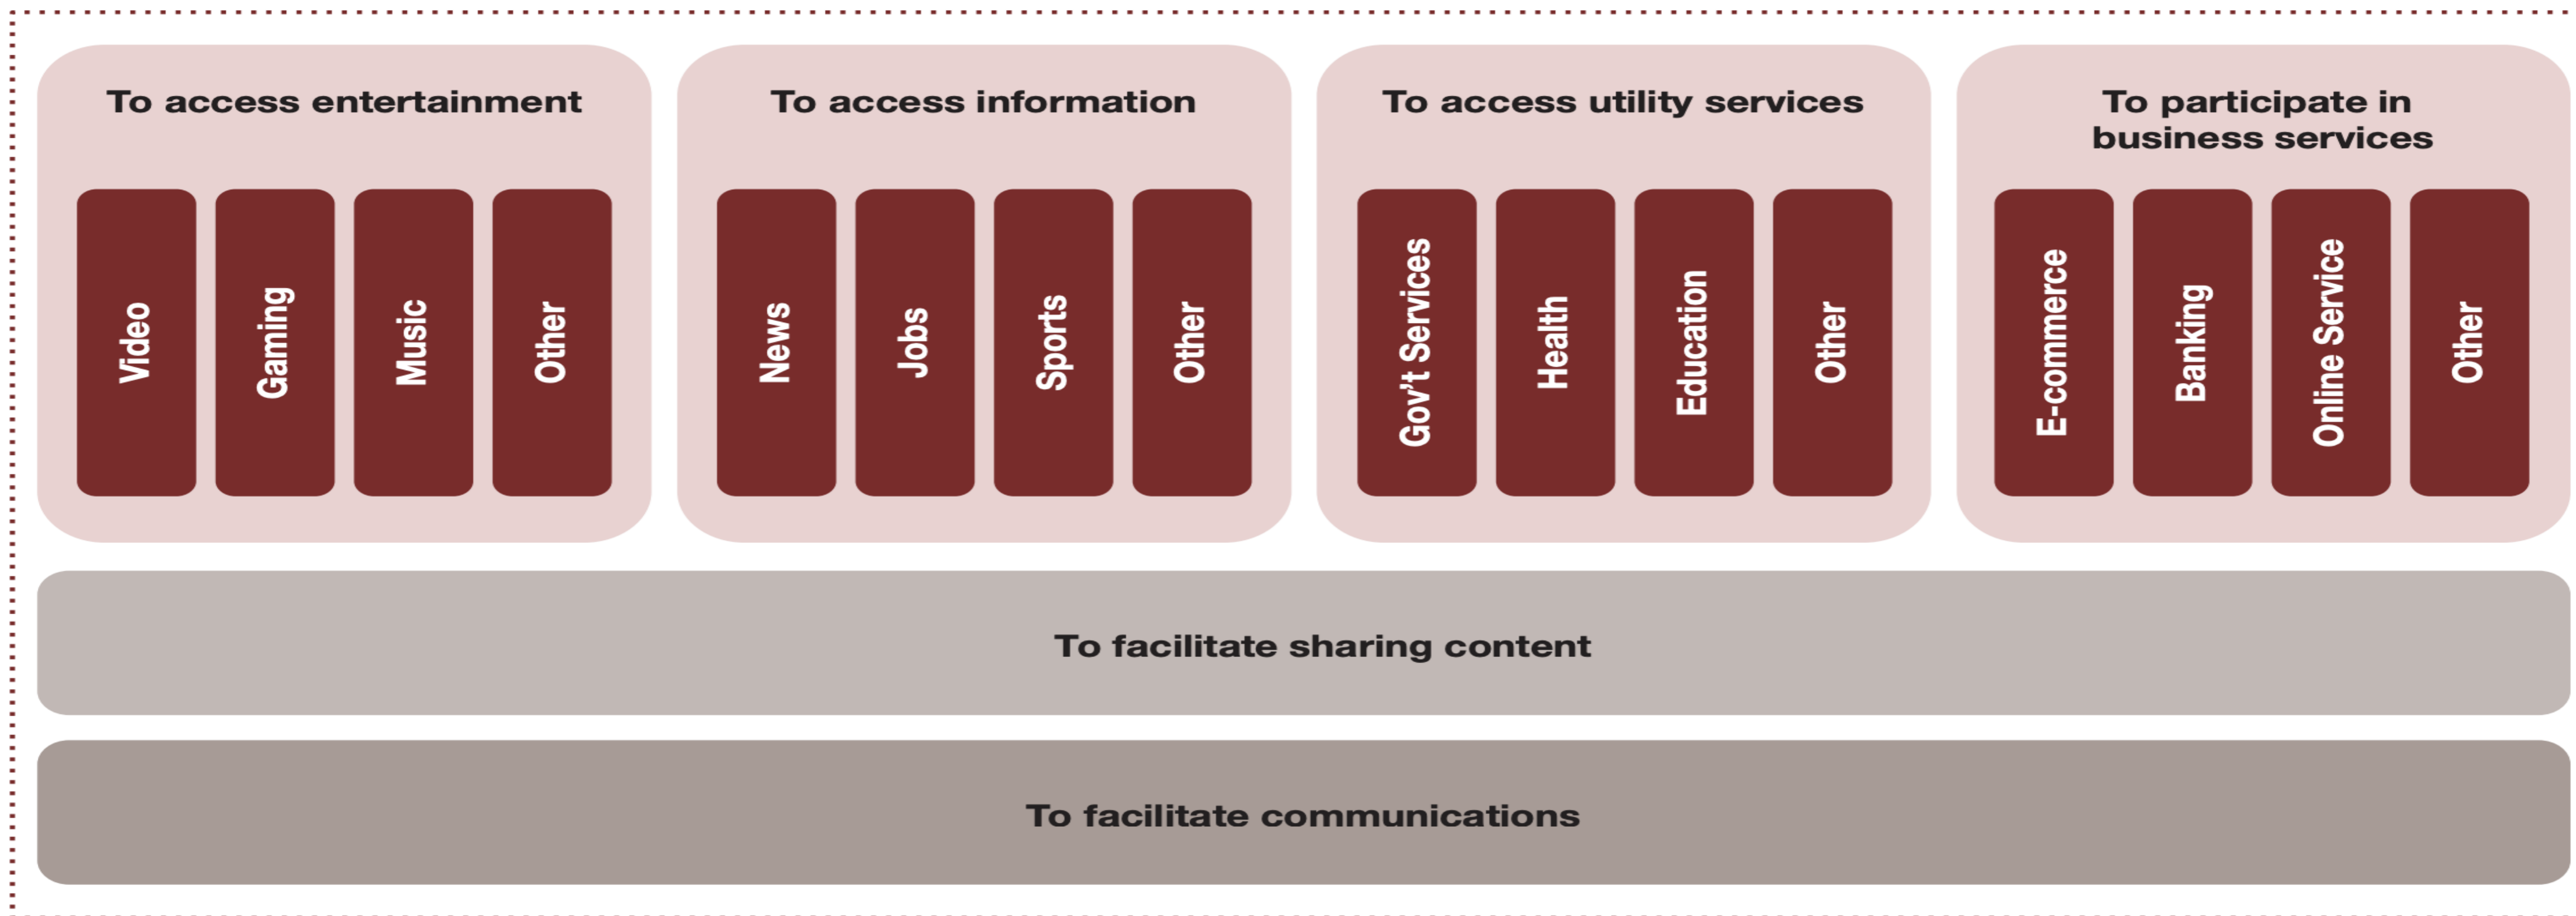 To access entertainment
Video
Gaming
Music
Other
To access information
News
Jobs
Sports
Other
To access utility services
Gov't Services
Health
Education
Other
To participate in
business services
E-commerce
Banking
Online Service
Other
To facilitate sharing content
To facilitate communications